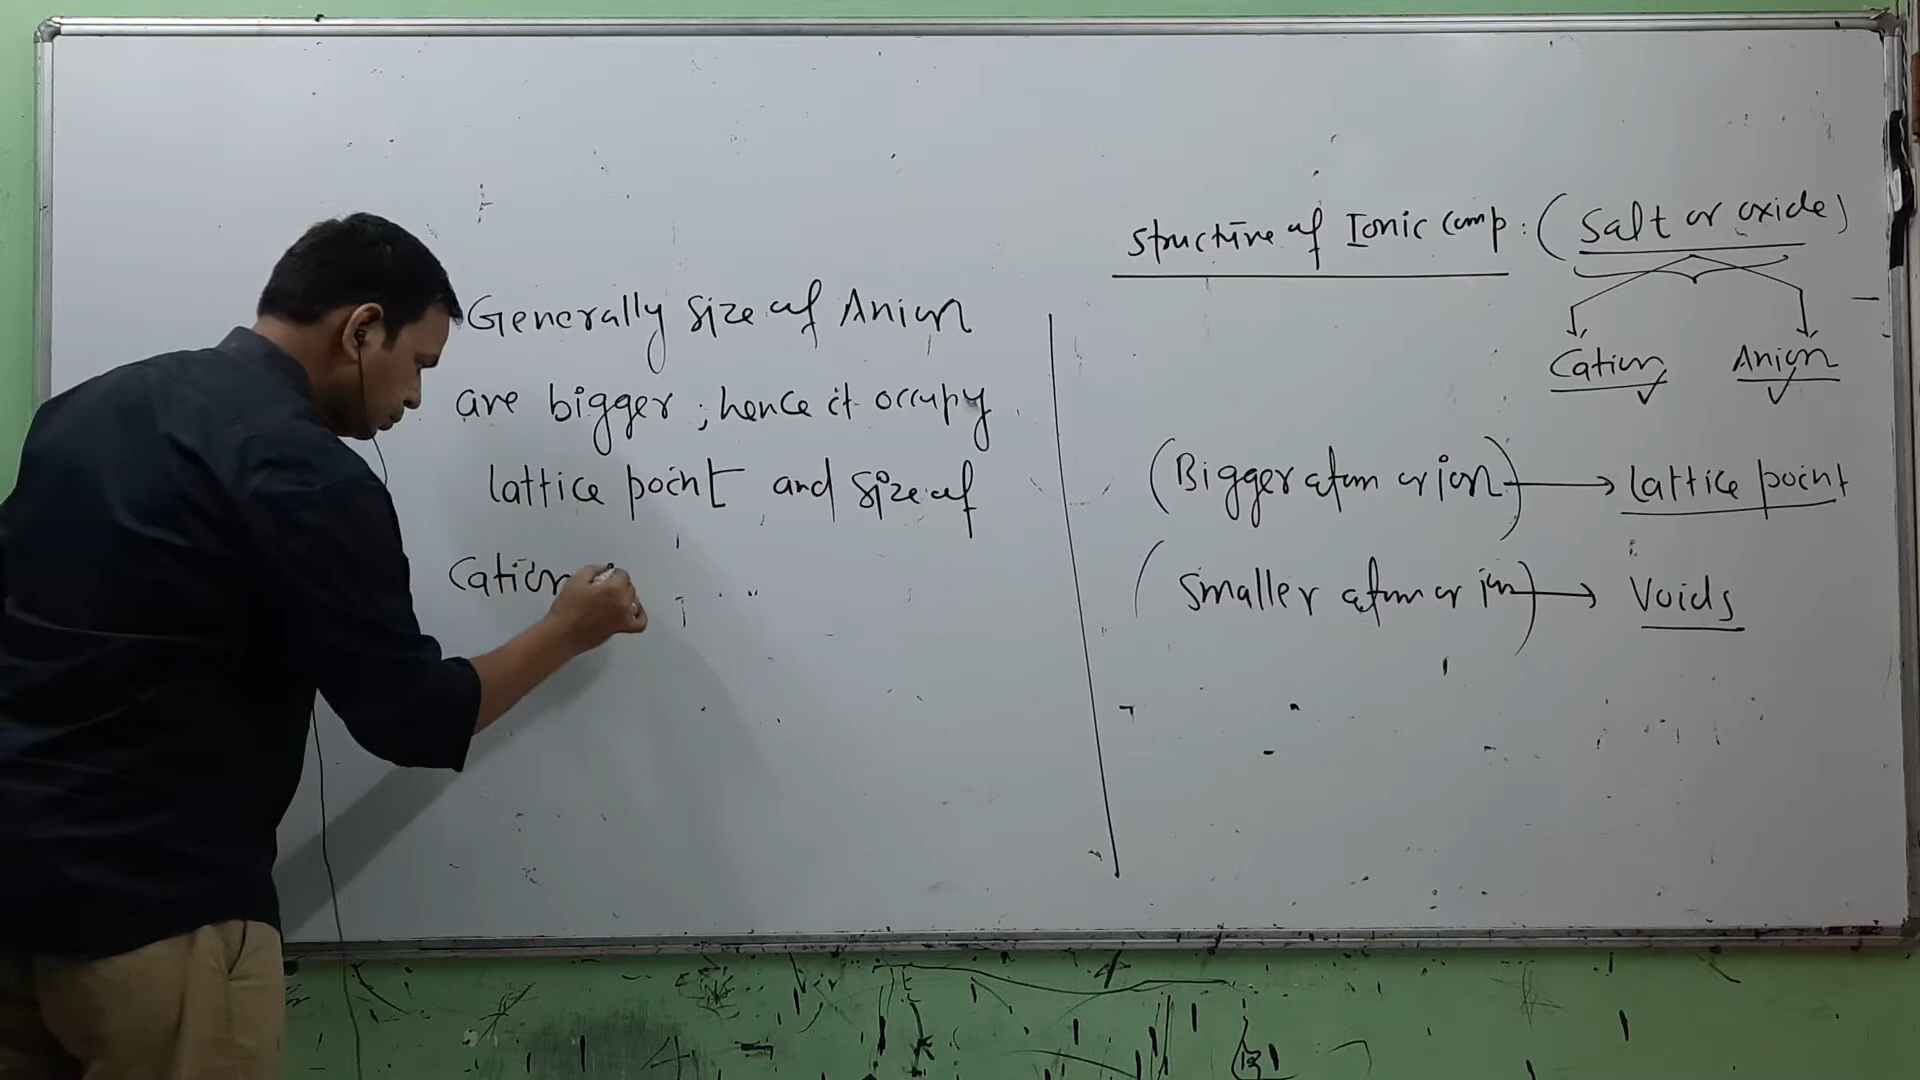 Structure of Ionic Comp : (Salt or oxide)
Cation Anion
(Bigger atom or ion) → lattice point
(Smaller atom or ion) → Voids
Generally size of Anion
are bigger ; hence it occupy
lattice point and size of
Cation